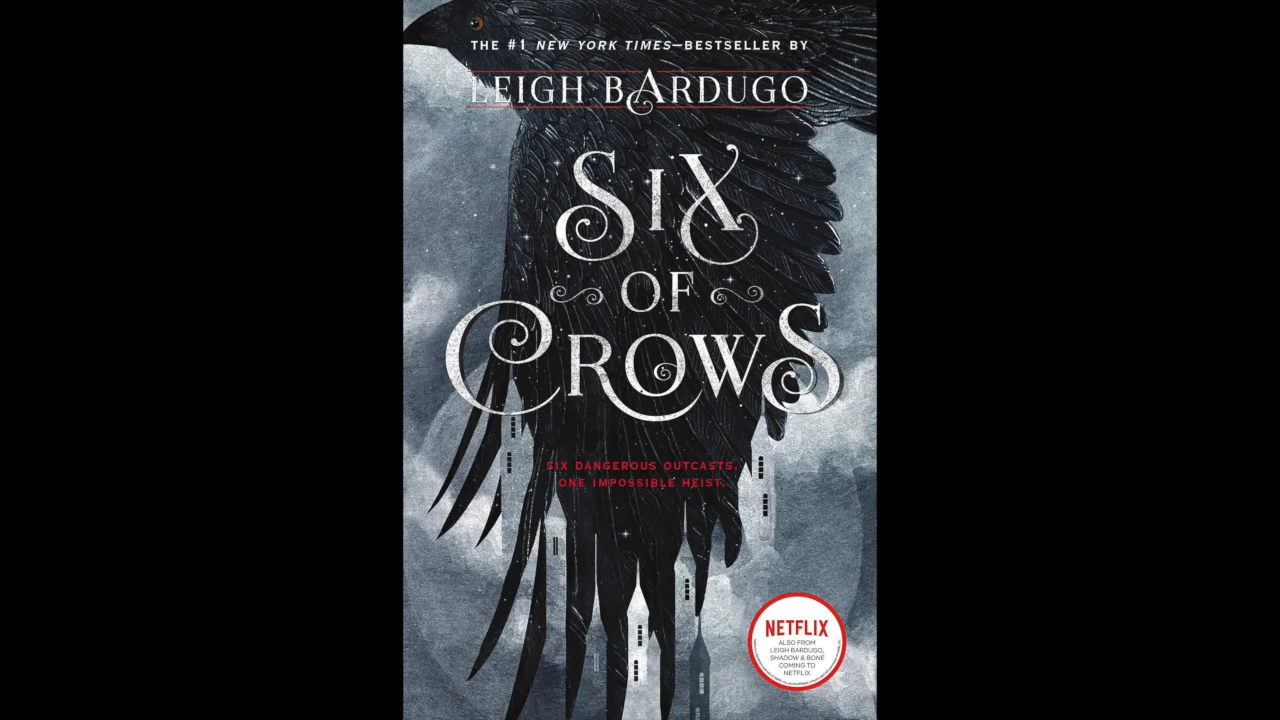 THE #1 NEW YORK TIMES—BESTSELLER BY
LEIGH BARDUGO
SIX
OF
CROWS
SIX DANGEROUS OUTCASTS.
ONE IMPOSSIBLE HEIST.
NETFLIX
ALSO FROM
LEIGH BARDUGO,
SHADOW & BONE
COMING TO
NETFLIX